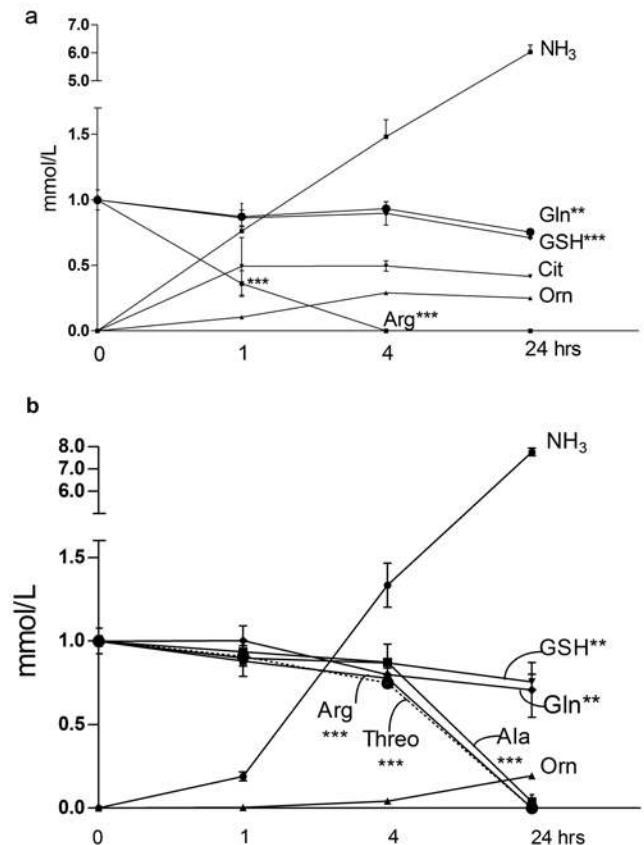 a
7.0
6.0
5.0
1.5
1.0
0.5
0.0
mmol/L
NH₃
Gln**
GSH***
Cit
Orn
***
Arg***
0 1 4 24 hrs
b
8.0
7.0
6.0
1.5
1.0
0.5
0.0
mmol/L
NH₃
GSH**
Gln**
Arg
***
Threo
***
Ala
***
Orn
0 1 4 24 hrs